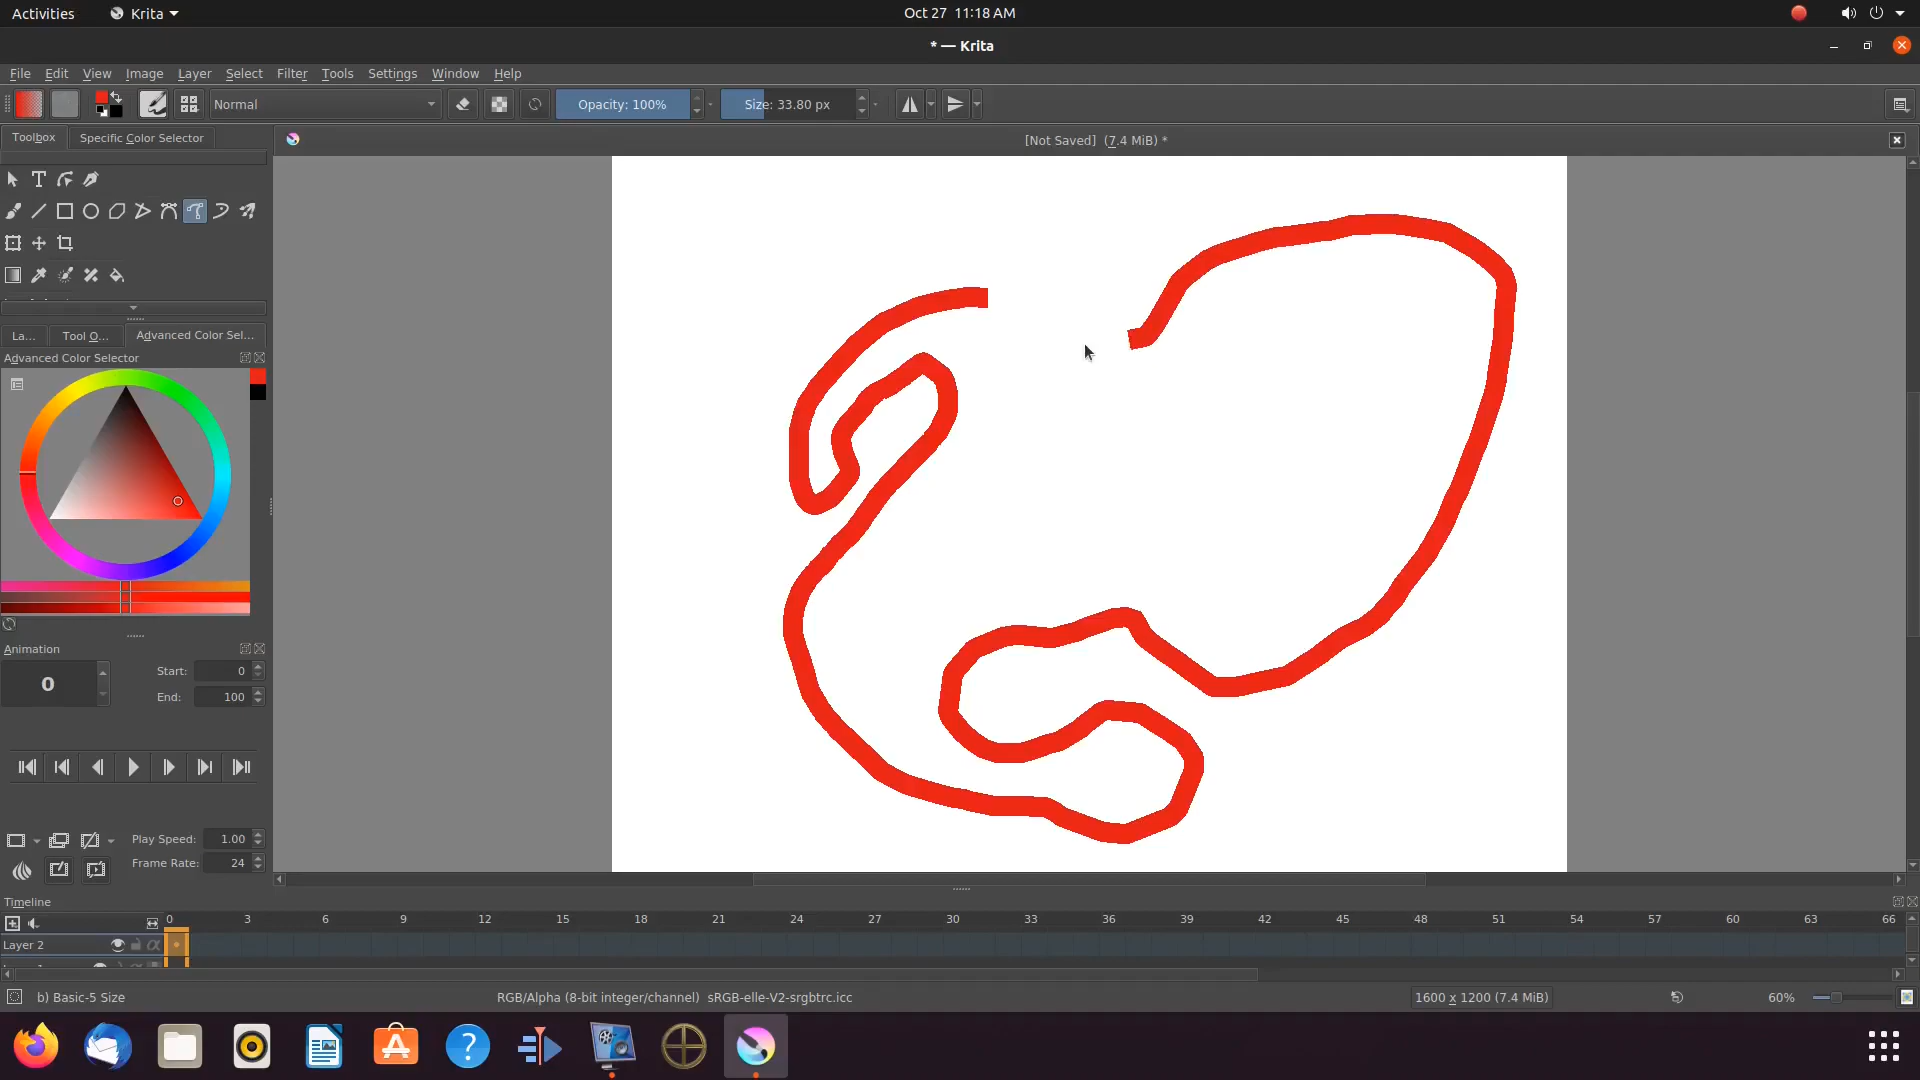 Activities Krita Oct 27 11:18 AM
* — Krita
File Edit View Image Layer Select Filter Tools Settings Window Help
Normal Opacity: 100% Size: 33.80 px
Toolbox Specific Color Selector [Not Saved] (7.4 MiB) *
La... Tool O... Advanced Color Sel...
Advanced Color Selector
Animation
0 Start: 0
End: 100
Play Speed: 1.00
Frame Rate: 24
Timeline
0 3 6 9 12 15 18 21 24 27 30 33 36 39 42 45 48 51 54 57 60 63 66
Layer 2
b) Basic-5 Size RGB/Alpha (8-bit integer/channel) sRGB-elle-V2-srgbtrc.icc 1600 x 1200 (7.4 MiB) 60%